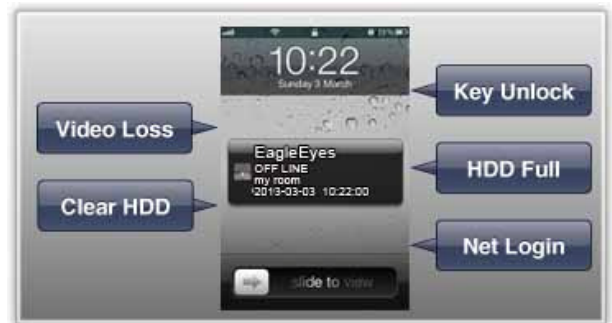 10:22
Sunday 3 March
Video Loss
Clear HDD
EagleEyes
OFF LINE
my room
2013-03-03 10:22:00
slide to view
Key Unlock
HDD Full
Net Login